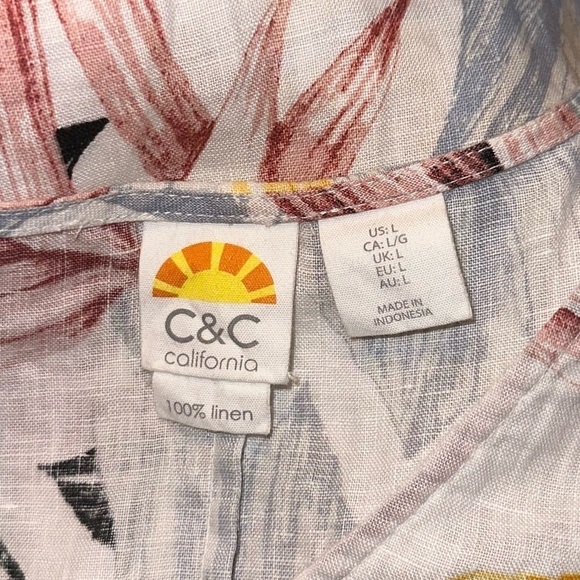 C&C
california
100% linen
US: L
CA: L/G
UK: L
EU: L
AU: L
MADE IN
INDONESIA